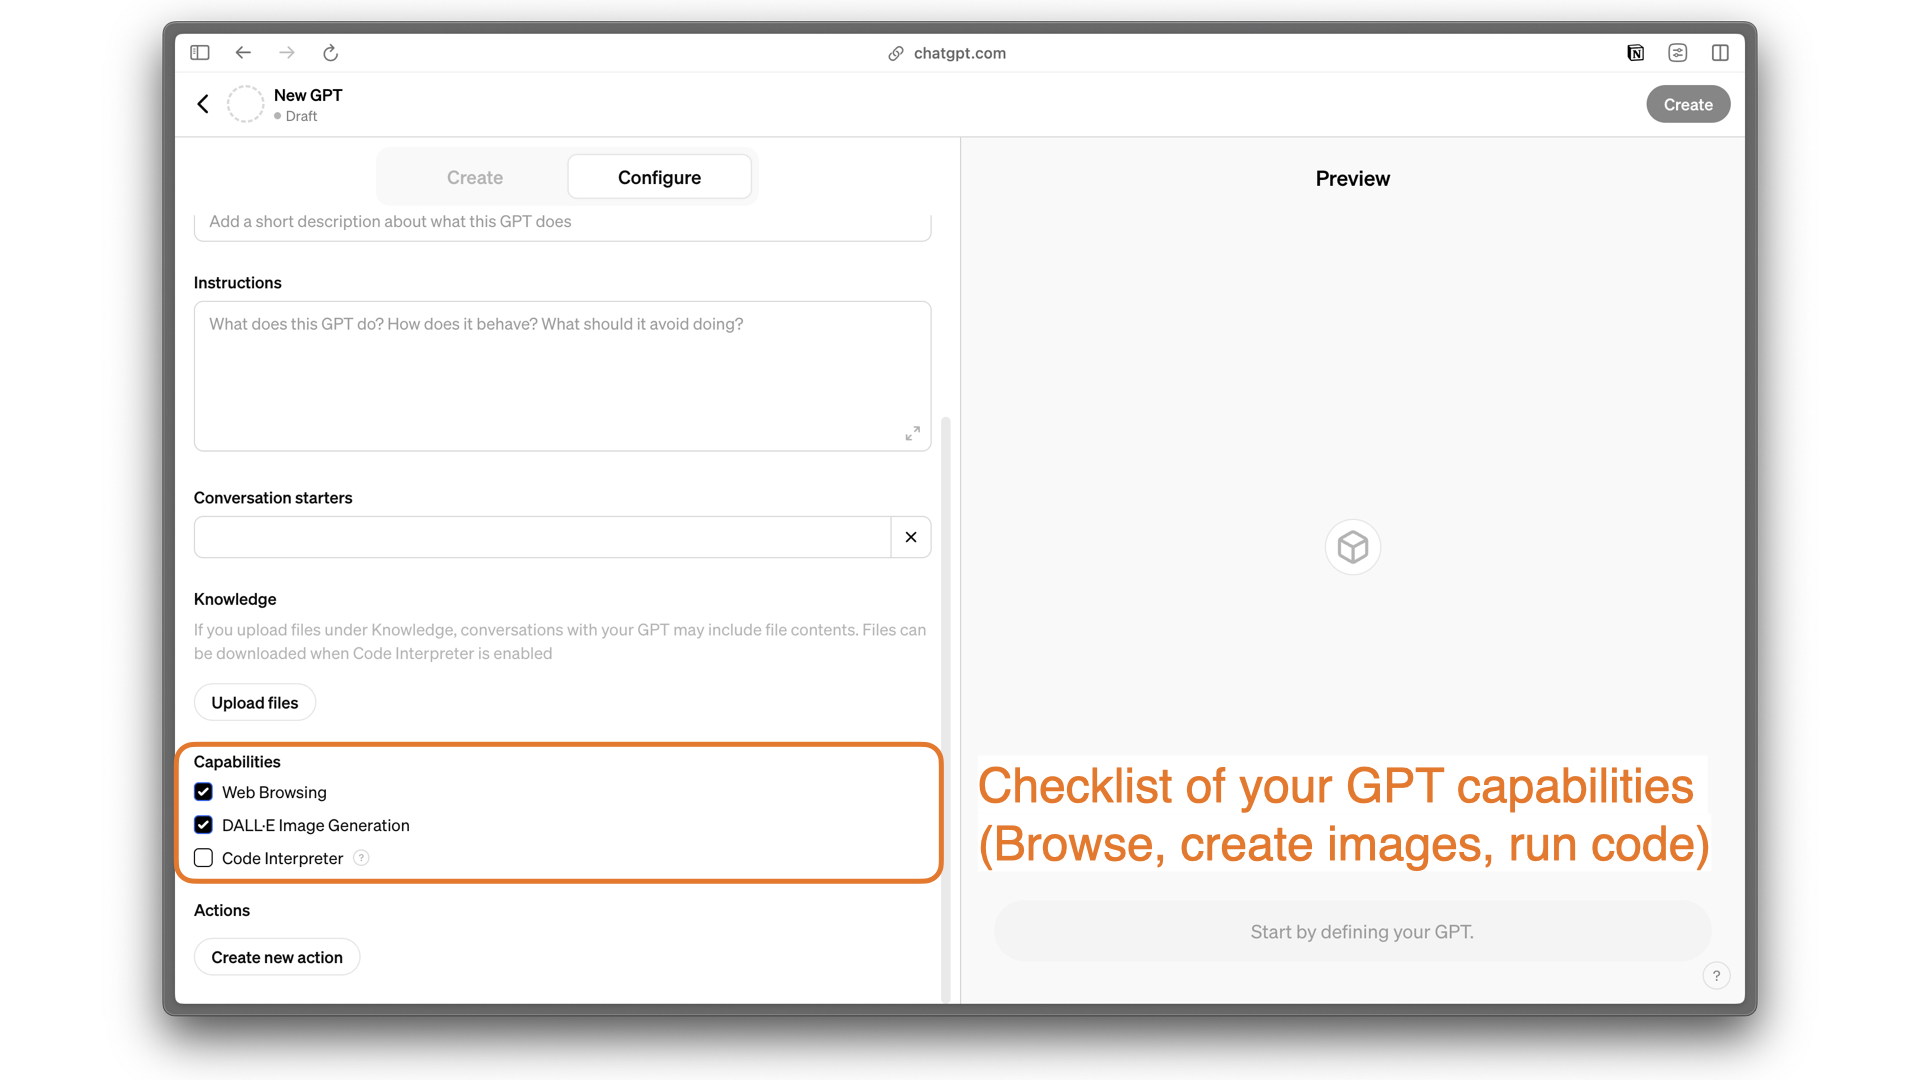 chatgpt.com
N
New GPT
Draft
Create
Create
Configure
Preview
Add a short description about what this GPT does
Instructions
What does this GPT do? How does it behave? What should it avoid doing?
Conversation starters
Knowledge
If you upload files under Knowledge, conversations with your GPT may include file contents. Files can
be downloaded when Code Interpreter is enabled
Upload files
Capabilities
Web Browsing
DALL·E Image Generation
Code Interpreter ?
Checklist of your GPT capabilities
(Browse, create images, run code)
Actions
Create new action
Start by defining your GPT.
?